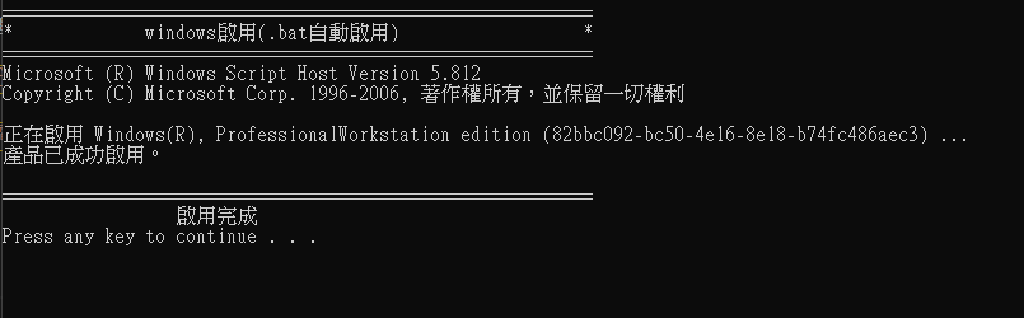 * windows啟用(.bat自動啟用) *
Microsoft (R) Windows Script Host Version 5.812
Copyright (C) Microsoft Corp. 1996-2006, 著作權所有，並保留一切權利
正在啟用 Windows(R), ProfessionalWorkstation edition (82bbc092-bc50-4e16-8e18-b74fc486aec3) ...
產品已成功啟用。
啟用完成
Press any key to continue . . .